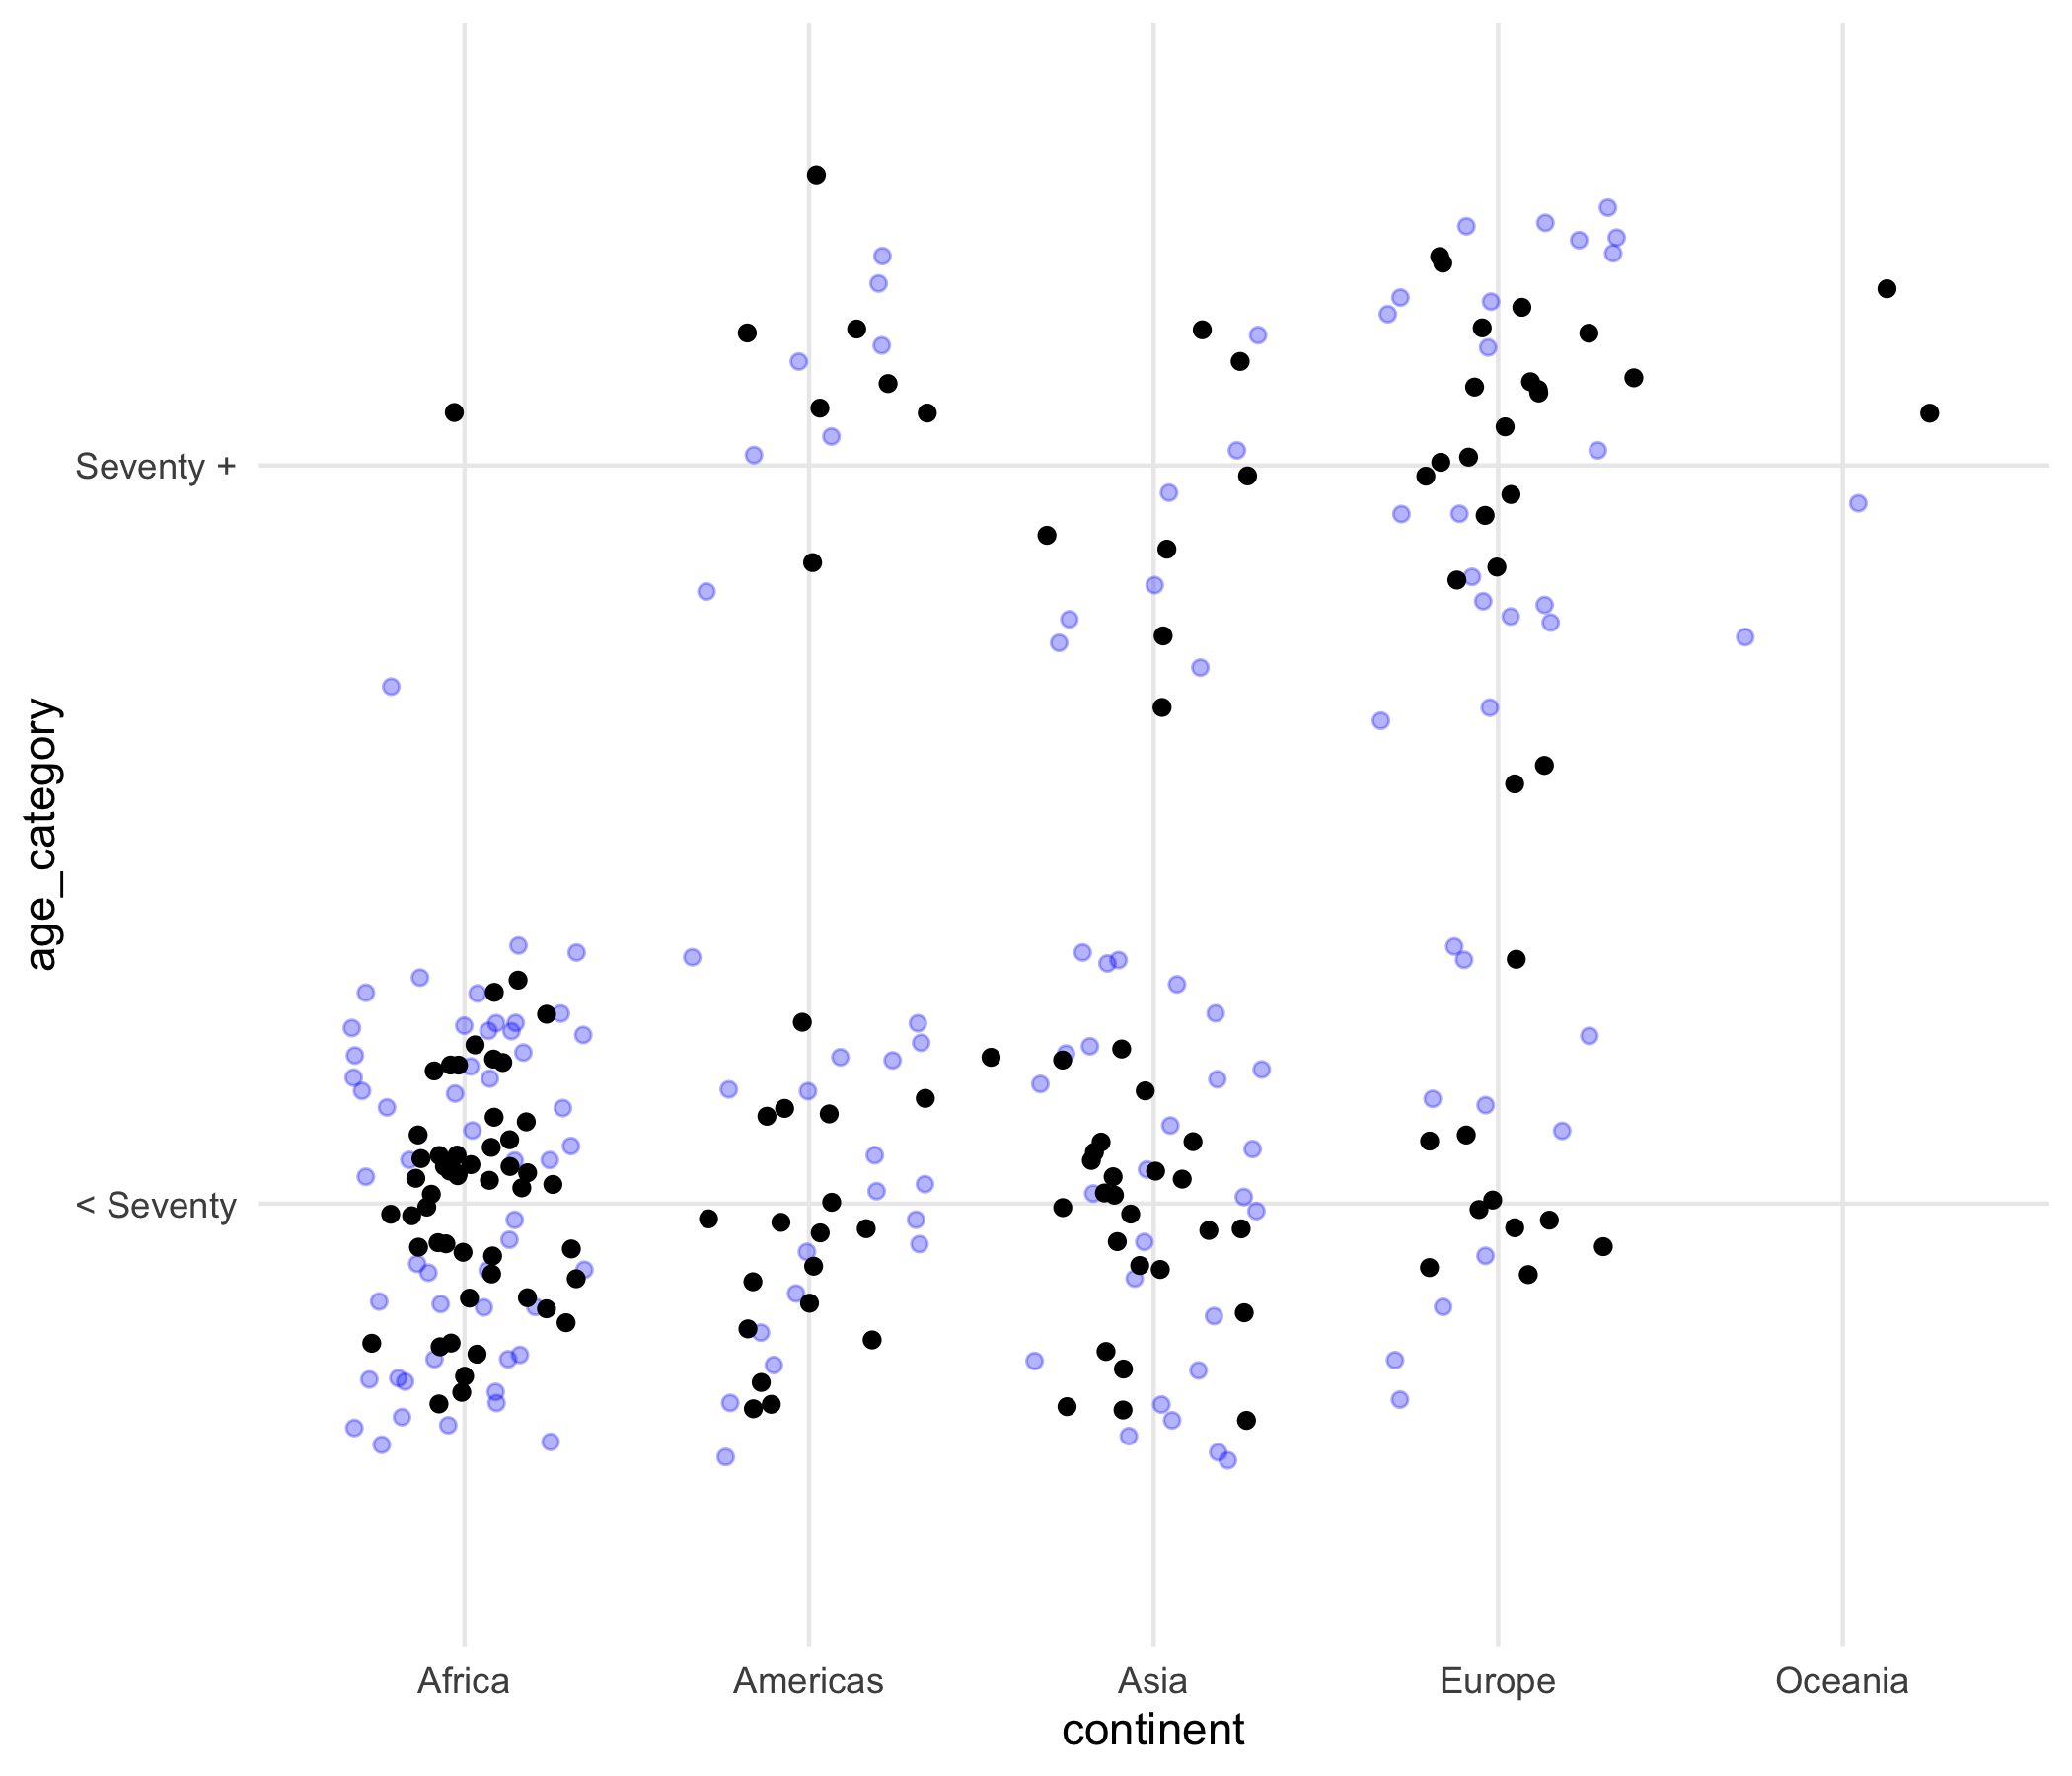 age_category
Seventy +
< Seventy
Africa
Americas
Asia
Europe
Oceania
continent